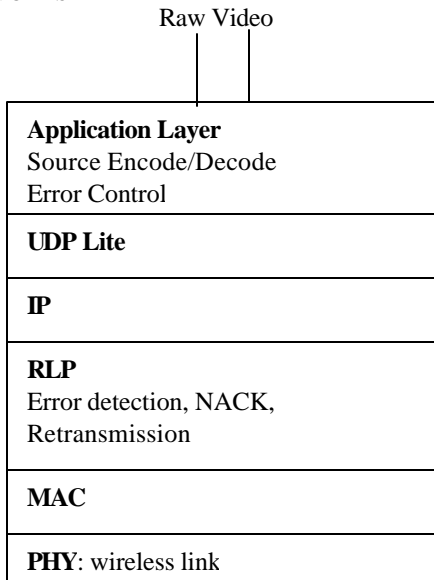 Raw Video
Application Layer
Source Encode/Decode
Error Control
UDP Lite
IP
RLP
Error detection, NACK,
Retransmission
MAC
PHY: wireless link